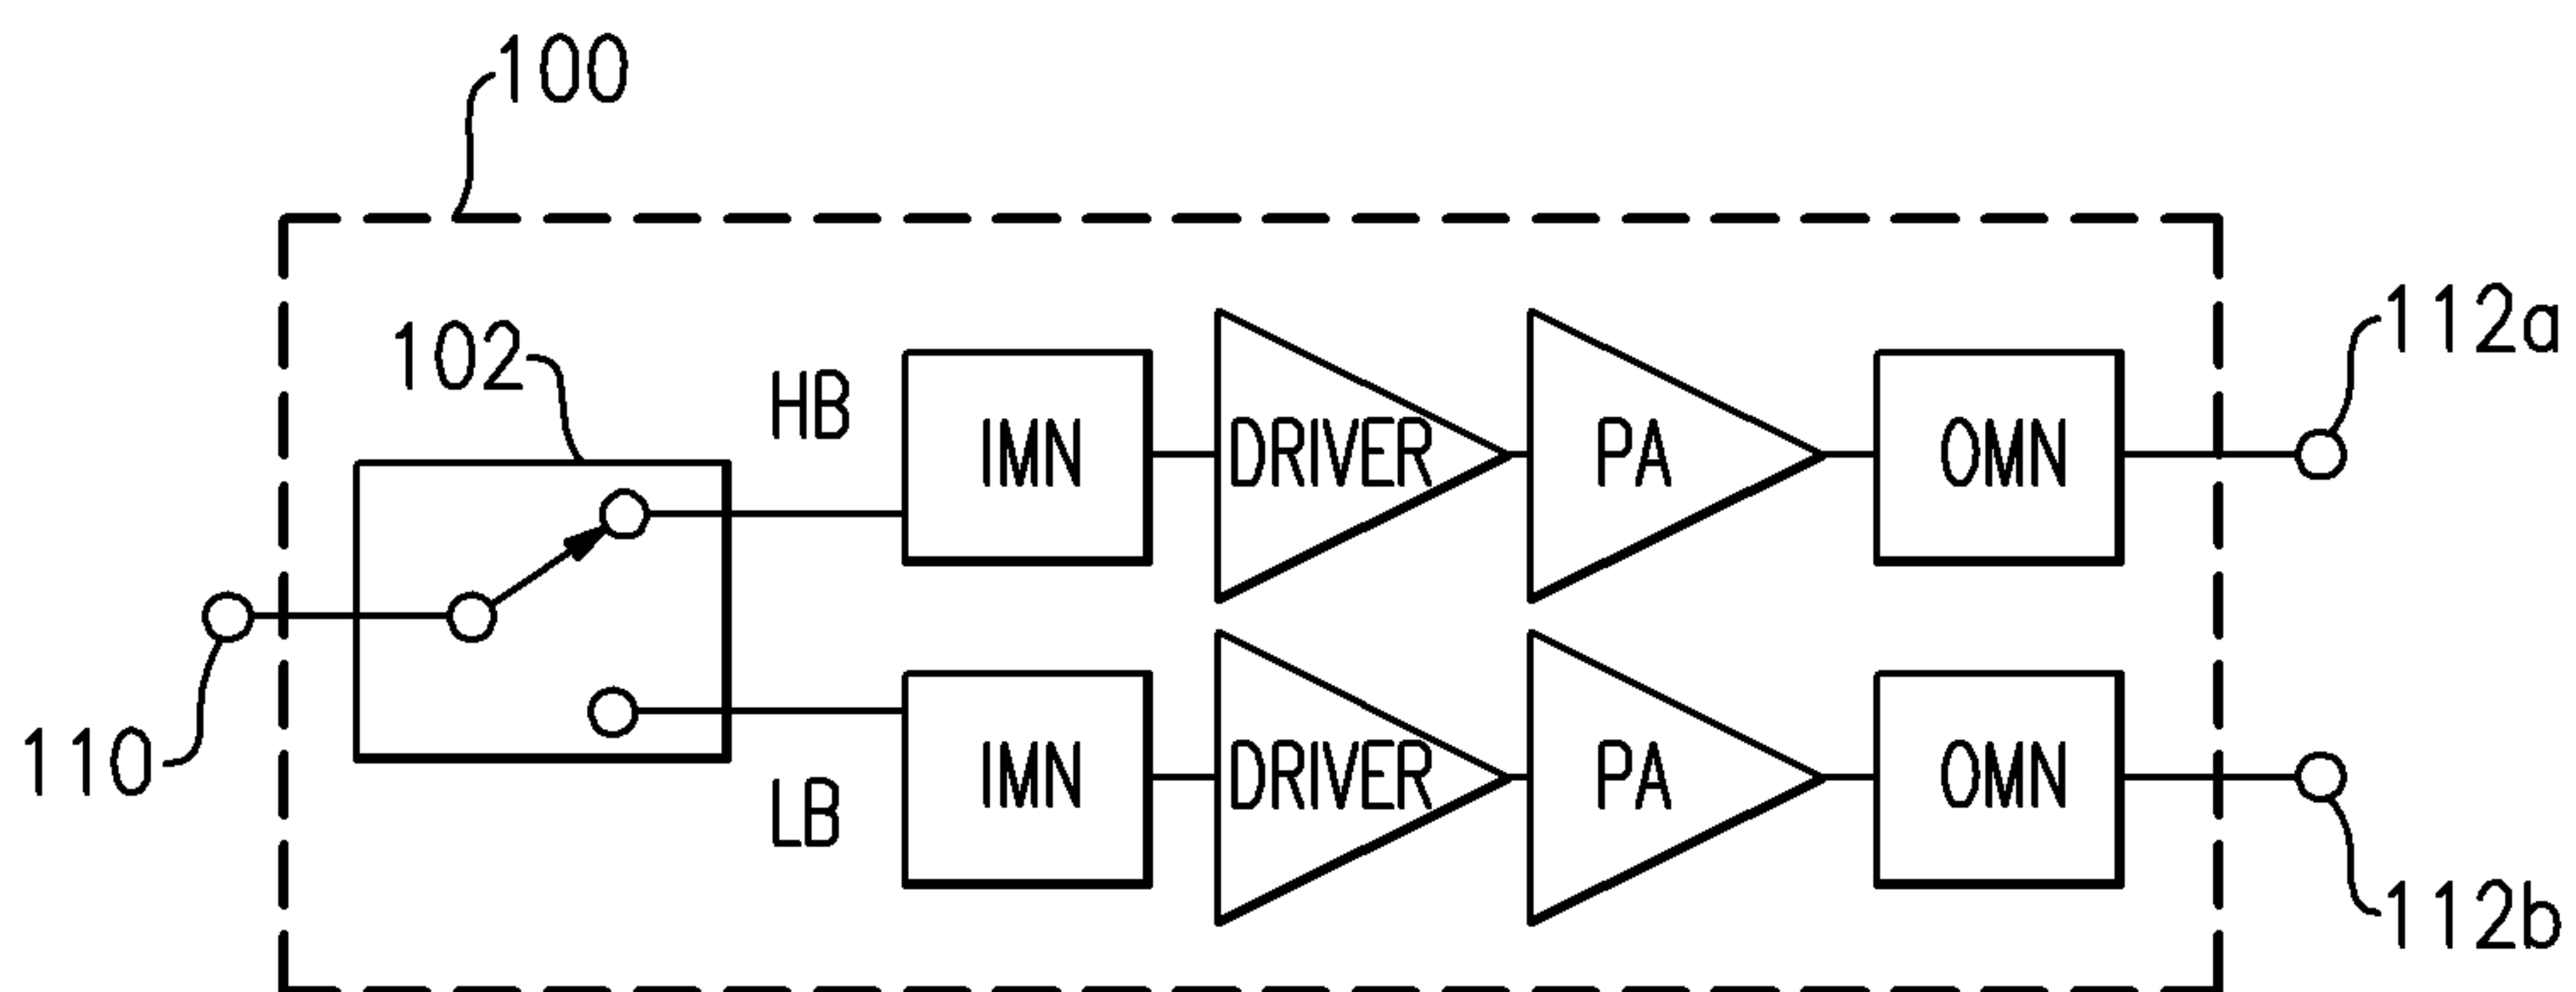 100
102
HB
IMN
DRIVER
PA
OMN
112a
110
LB
IMN
DRIVER
PA
OMN
112b